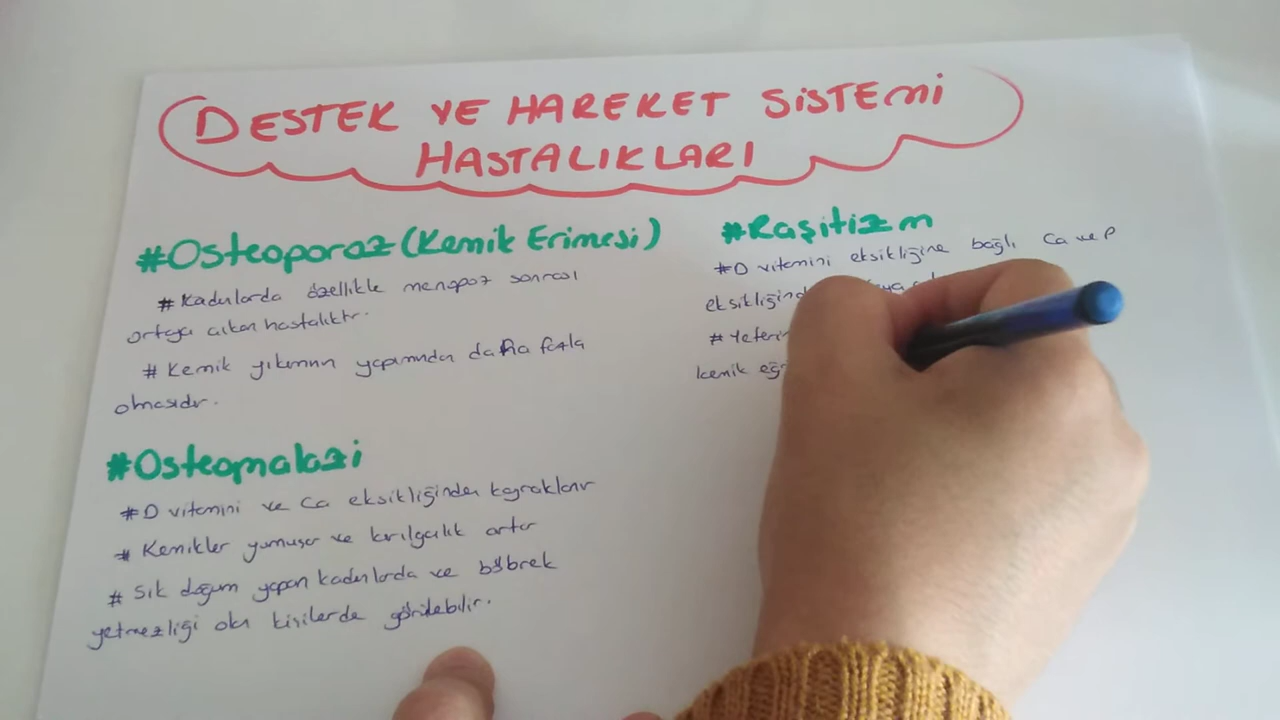 DESTEK VE HAREKET SİSTEMİ
HASTALIKLARI
#Osteoporoz (Kemik Erimesi)
# Kadınlarda özellikle menopoz sonrası
ortaya çıkan hastalıktır.
# Kemik yıkımının yapımından daha fazla
olmasıdır.
#Osteomalazi
#D vitamini ve Ca eksikliğinden kaynaklanır
# Kemikler yumuşar ve kırılganlık artar
# Sık doğum yapan kadınlarda ve böbrek
yetmezliği olan kişilerde görülebilir.
#Raşitizm
#D vitamini eksikliğine bağlı Ca ve P
#
kemik